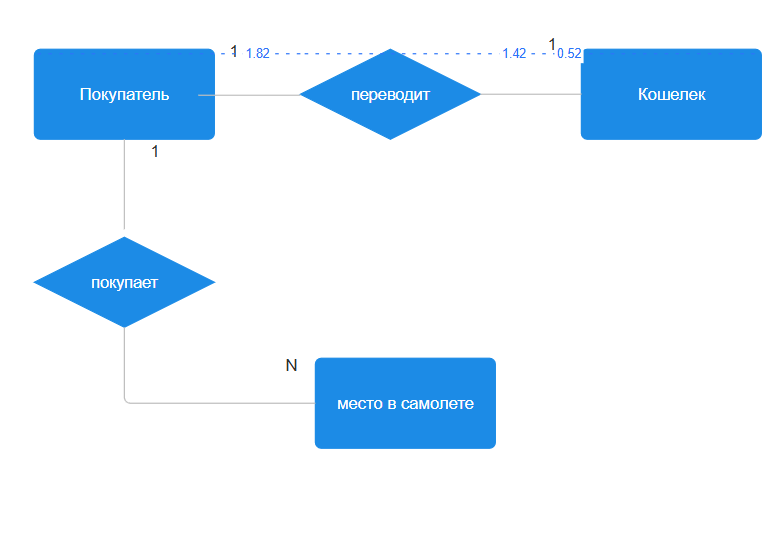 1 1.82 1.42 1 0.52
Покупатель переводит Кошелек
1
покупает
N
место в самолете